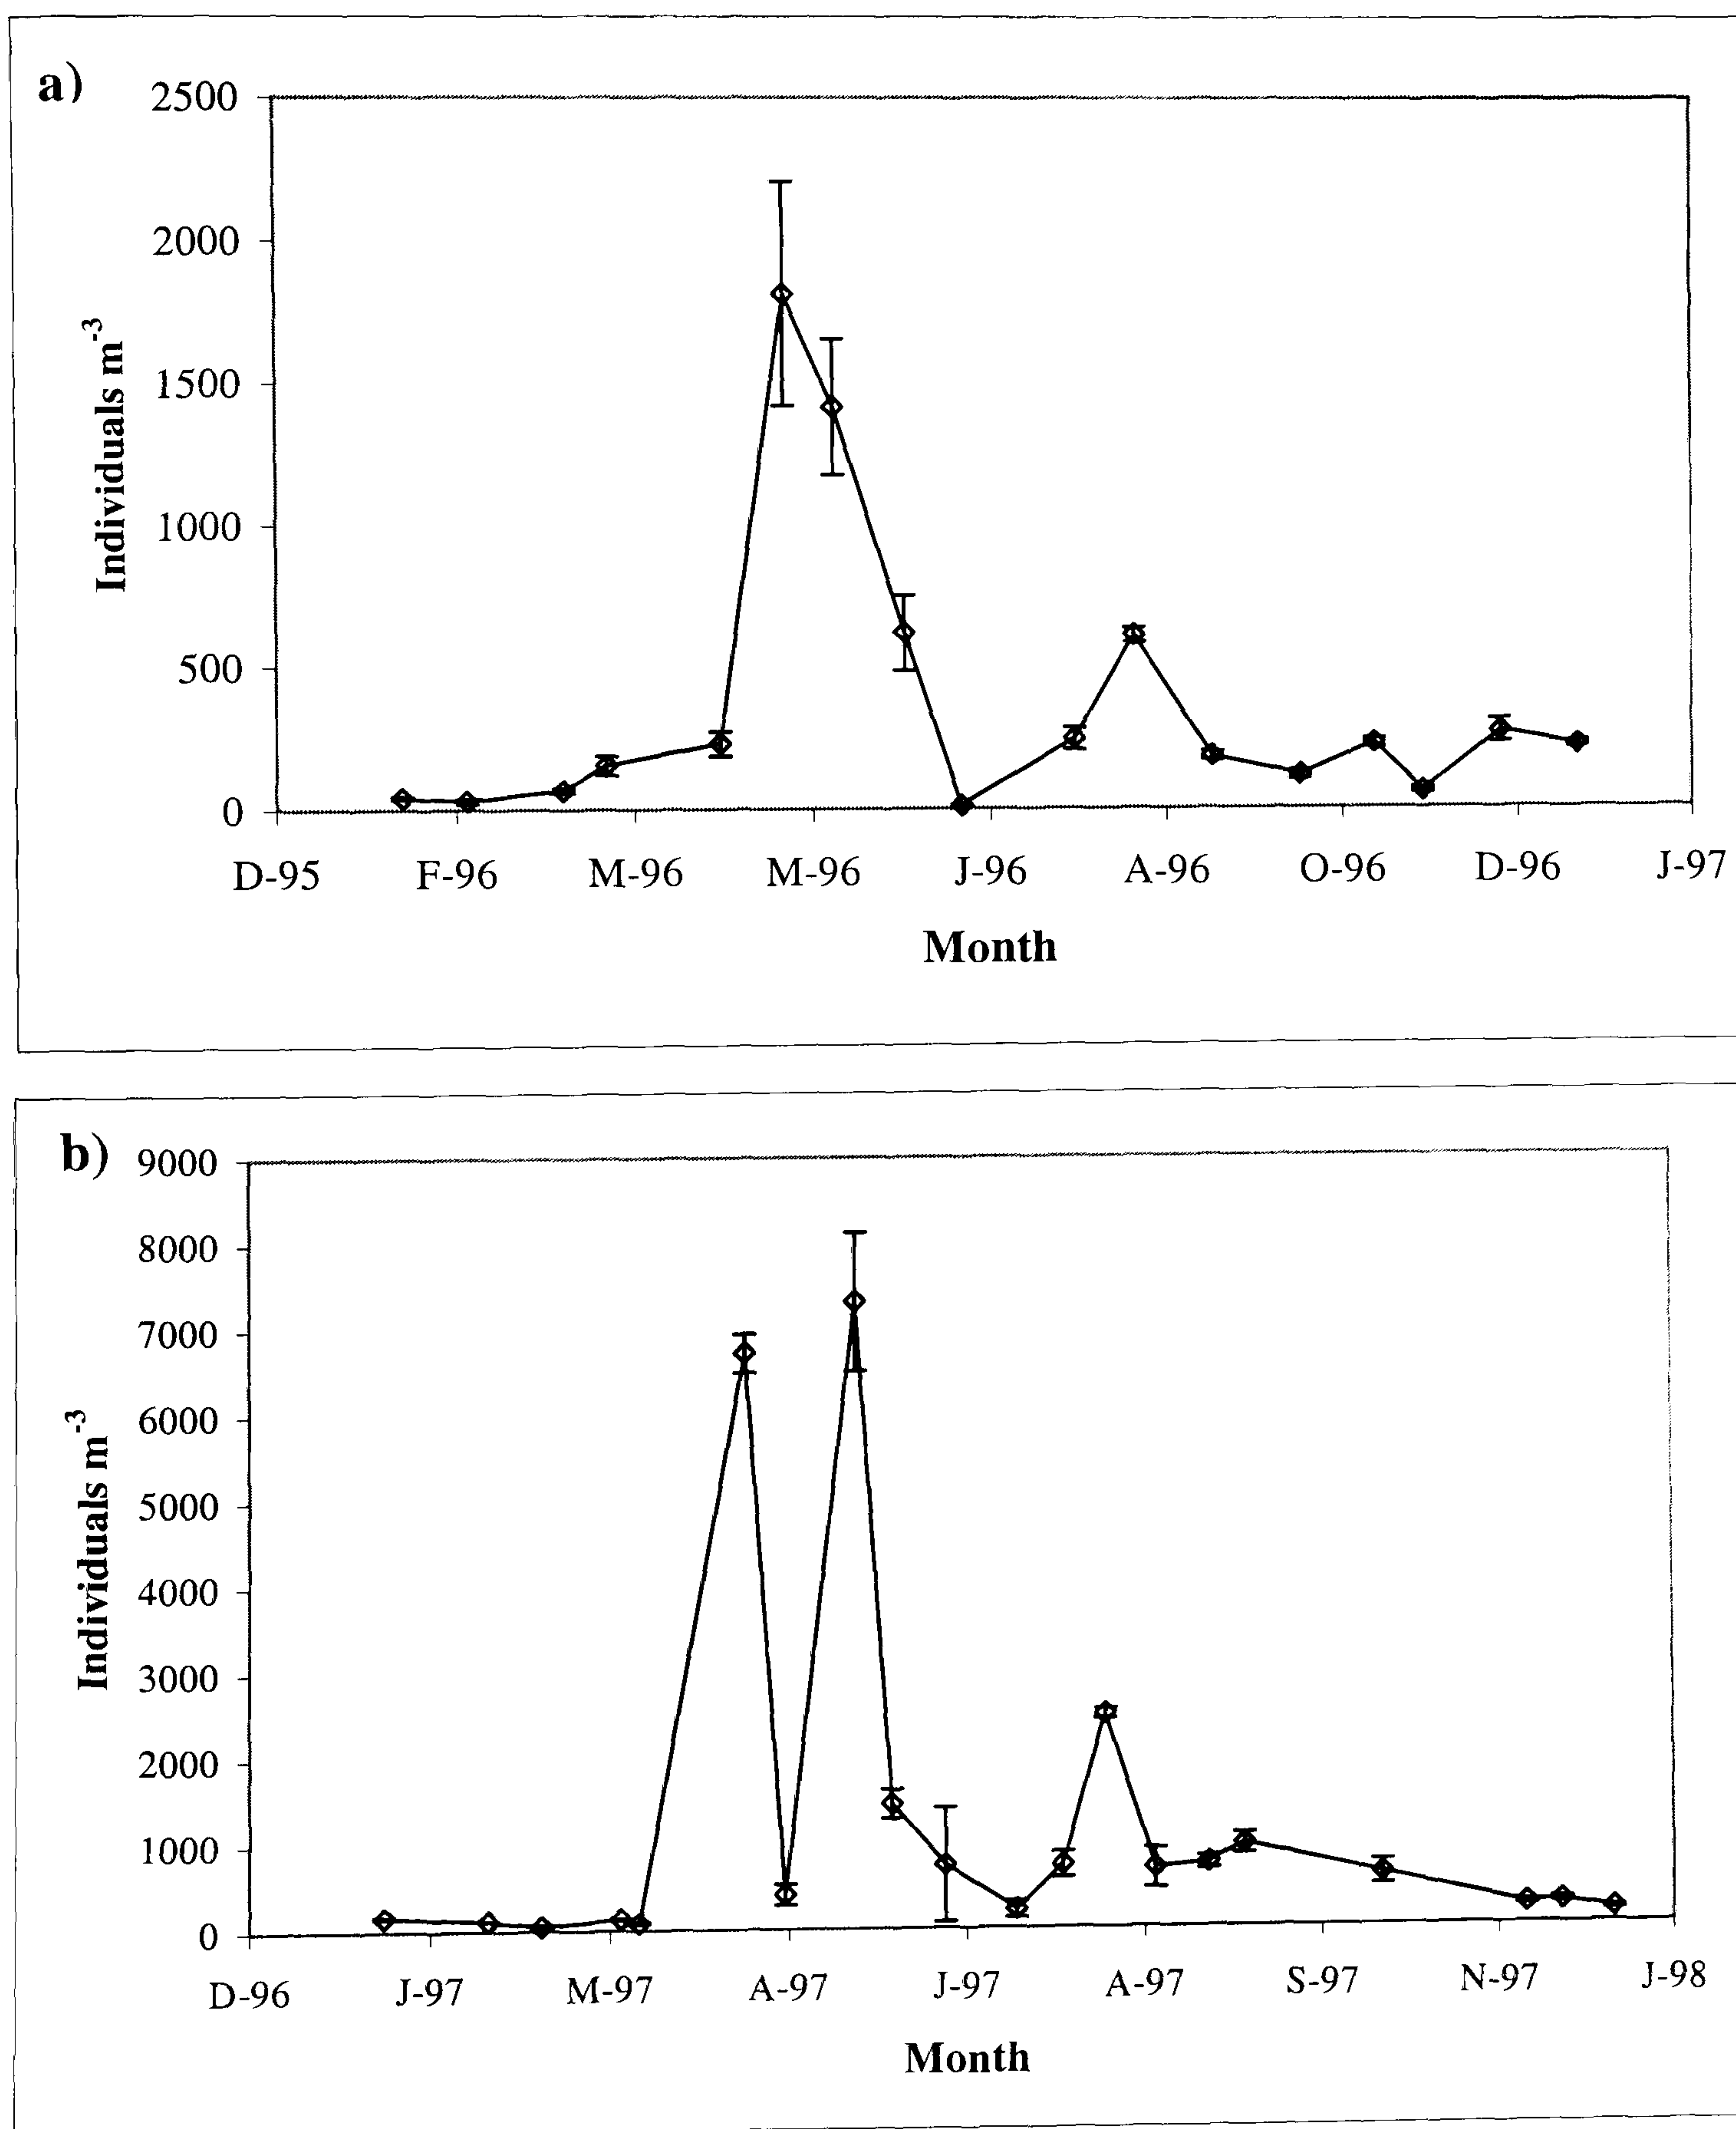 a)
2500
2000
1500
1000
500
0
Individuals m⁻³
D-95 F-96 M-96 M-96 J-96 A-96 O-96 D-96 J-97
Month
b)
9000
8000
7000
6000
5000
4000
3000
2000
1000
0
Individuals m⁻³
D-96 J-97 M-97 A-97 J-97 A-97 S-97 N-97 J-98
Month